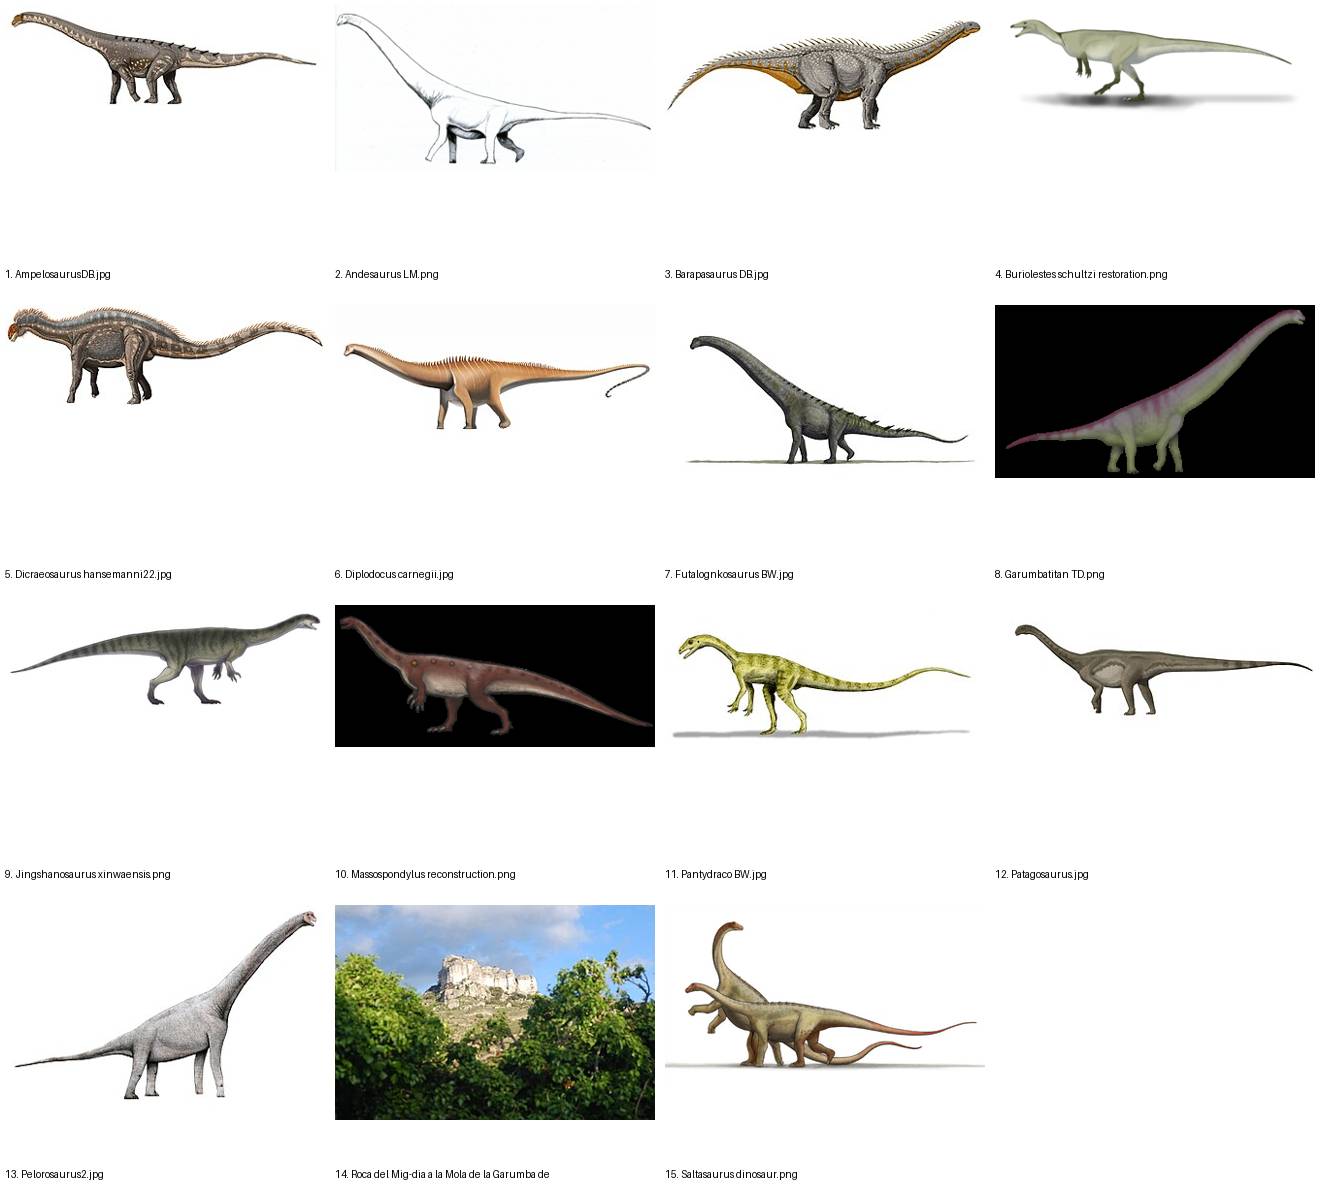 1. AmpelosaurusDB.jpg
2. Andesaurus LM.png
3. Barapasaurus DB.jpg
4. Buriolestes schultzi restoration.png
5. Dicraeosaurus hansemanni22.jpg
6. Diplodocus carnegii.jpg
7. Futalognkosaurus BW.jpg
8. Garumbatitan TD.png
9. Jingshanosaurus xinwaensis.png
10. Massospondylus reconstruction.png
11. Pantydraco BW.jpg
12. Patagosaurus.jpg
13. Pelorosaurus2.jpg
14. Roca del Mig-dia a la Mola de la Garumba de
15. Saltasaurus dinosaur.png